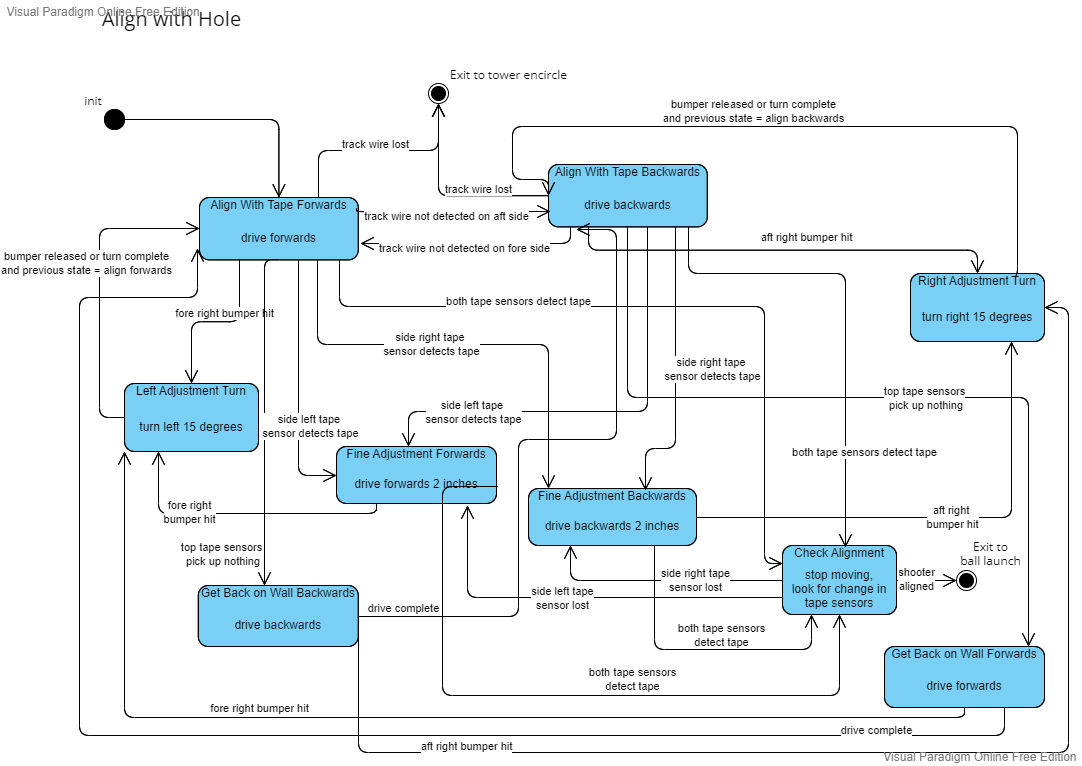 Visual Paradigm Online Free Edition
Align with Hole
Exit to tower encircle
init
bumper released or turn complete
and previous state = align backwards
track wire lost
Align With Tape Backwards
drive backwards
track wire lost
Align With Tape Forwards
drive forwards
track wire not detected on aft side
track wire not detected on fore side
aft right bumper hit
bumper released or turn complete
and previous state = align forwards
Right Adjustment Turn
turn right 15 degrees
both tape sensors detect tape
fore right bumper hit
side right tape
sensor detects tape
side right tape
sensor detects tape
Left Adjustment Turn
turn left 15 degrees
top tape sensors
pick up nothing
side left tape
sensor detects tape
side left tape
sensor detects tape
both tape sensors detect tape
Fine Adjustment Forwards
drive forwards 2 inches
Fine Adjustment Backwards
drive backwards 2 inches
fore right
bumper hit
aft right
bumper hit
top tape sensors
pick up nothing
Check Alignment
stop moving,
look for change in
tape sensors
Exit to
ball launch
shooter
aligned
side right tape
sensor lost
side left tape
sensor lost
Get Back on Wall Backwards
drive backwards
drive complete
both tape sensors
detect tape
Get Back on Wall Forwards
drive forwards
both tape sensors
detect tape
fore right bumper hit
drive complete
aft right bumper hit
Visual Paradigm Online Free Edition